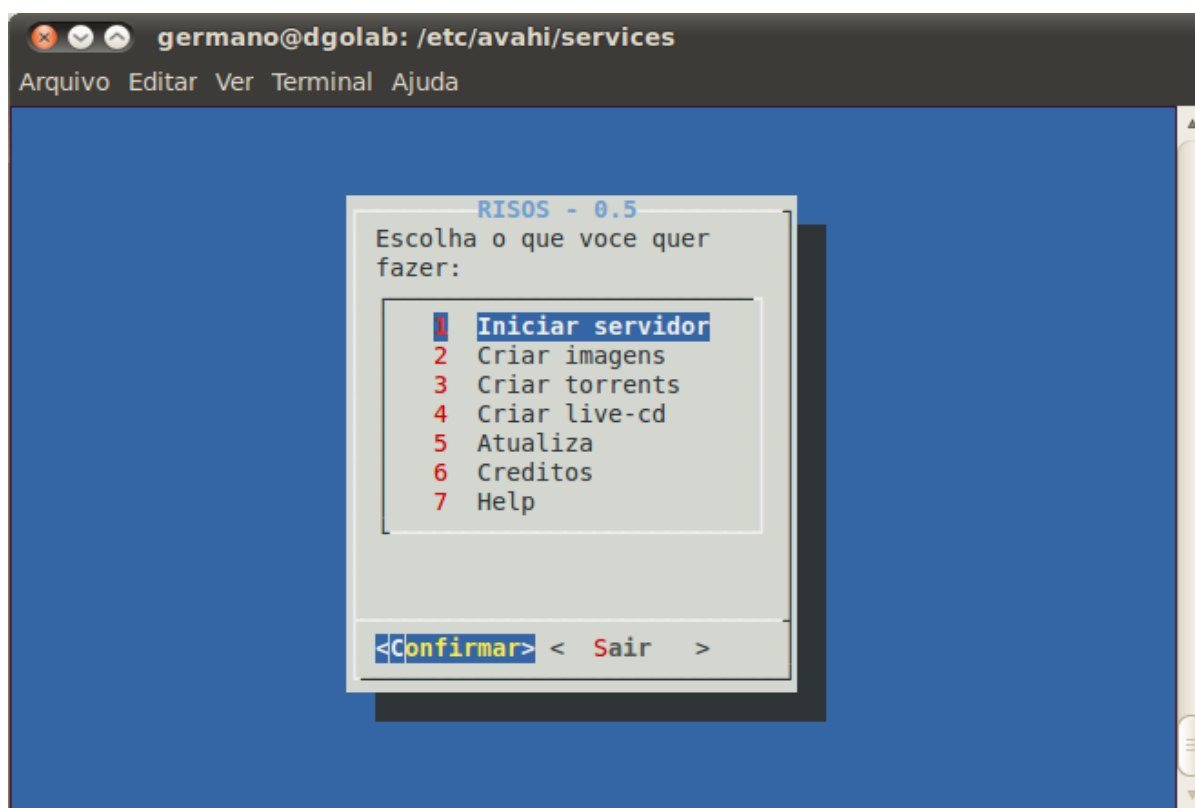 germano@dgolab: /etc/avahi/services
Arquivo Editar Ver Terminal Ajuda
RISOS - 0.5
Escolha o que voce quer
fazer:
1 Iniciar servidor
2 Criar imagens
3 Criar torrents
4 Criar live-cd
5 Atualiza
6 Creditos
7 Help
<Confirmar> < Sair >